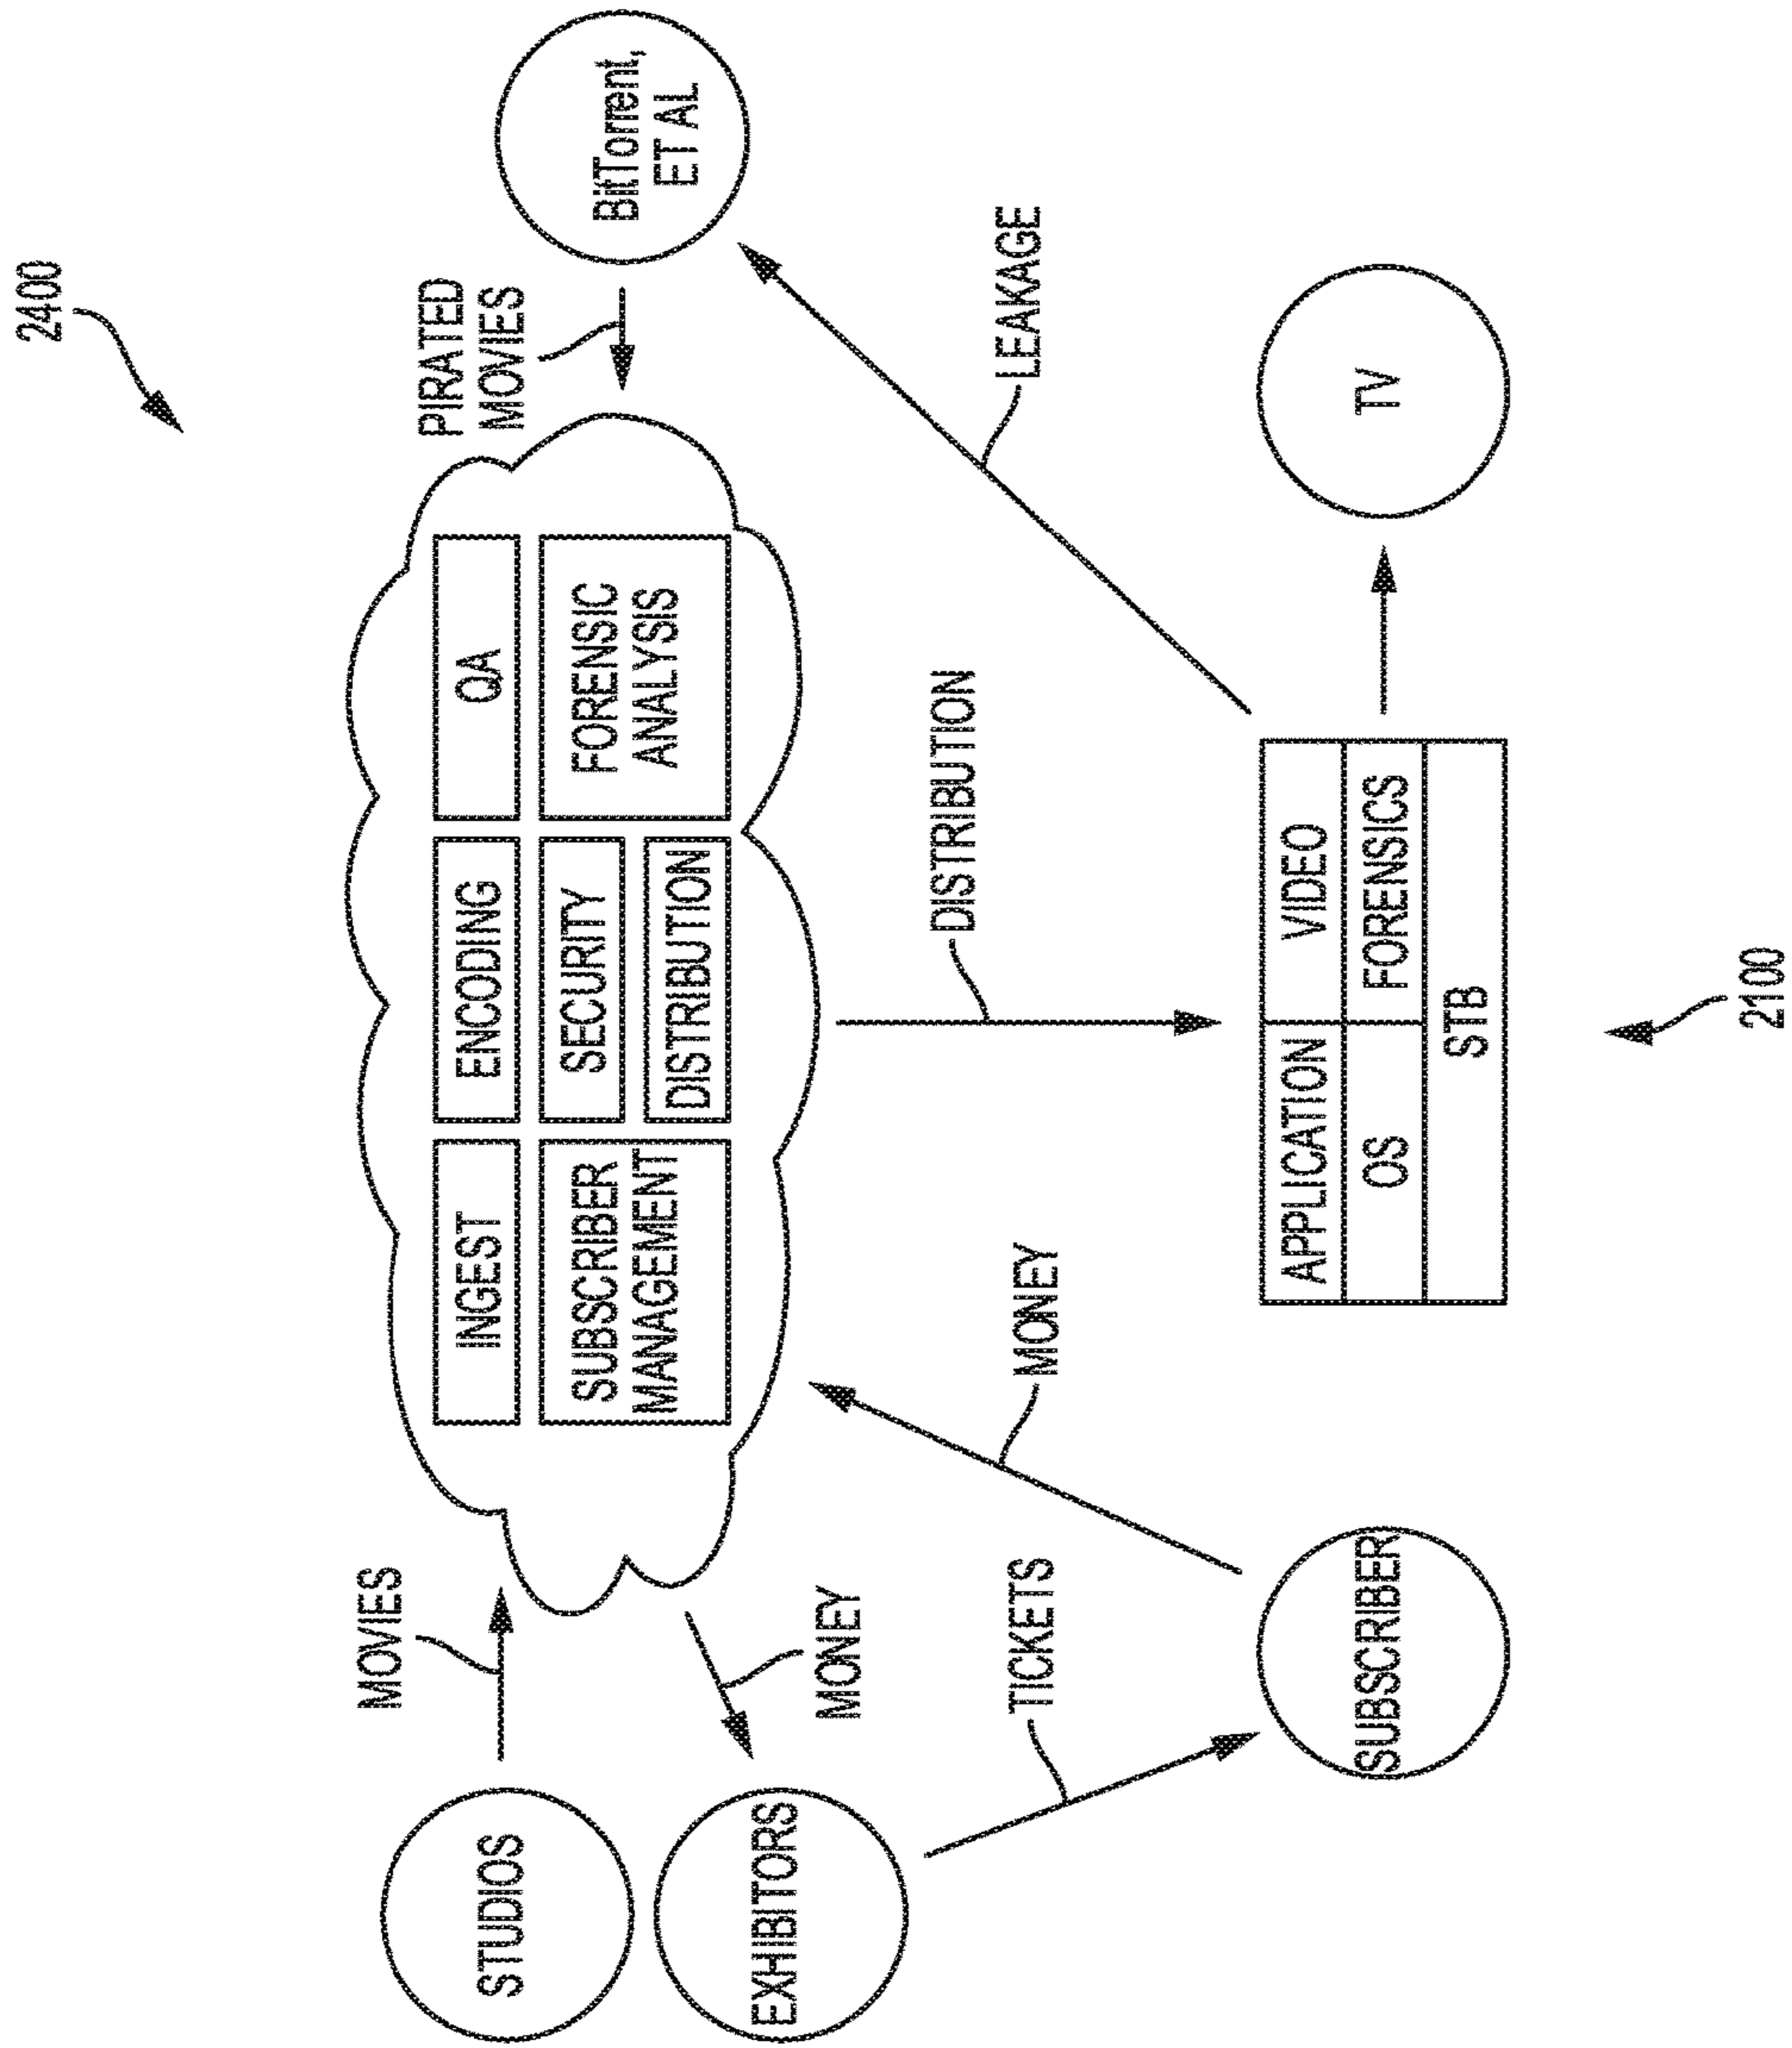 2400
MOVIES
PIRATED
MOVIES
STUDIOS
INGEST
ENCODING
QA
BitTorrent,
ET AL
SUBSCRIBER
MANAGEMENT
SECURITY
FORENSIC
ANALYSIS
DISTRIBUTION
EXHIBITORS
MONEY
TICKETS
MONEY
DISTRIBUTION
LEAKAGE
SUBSCRIBER
APPLICATION
VIDEO
OS
FORENSICS
STB
TV
2100